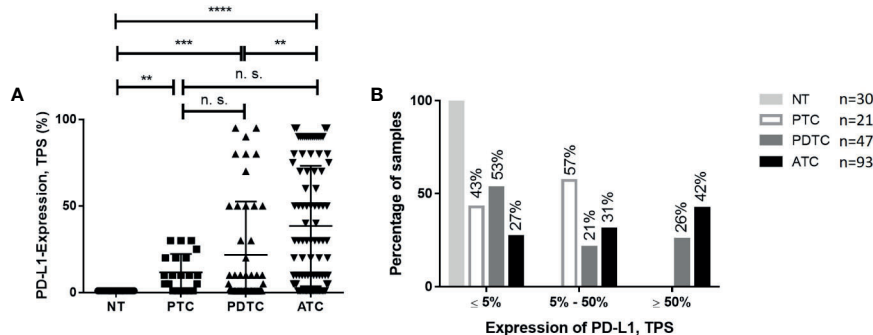 ****
***
**
**
n. s.
n. s.
A
PD-L1-Expression, TPS (%)
100
50
0
NT
PTC
PDTC
ATC
B
Percentage of samples
100
50
0
43%
53%
27%
57%
21%
31%
26%
42%
≤ 5%
5% - 50%
≥ 50%
Expression of PD-L1, TPS
NT n=30
PTC n=21
PDTC n=47
ATC n=93